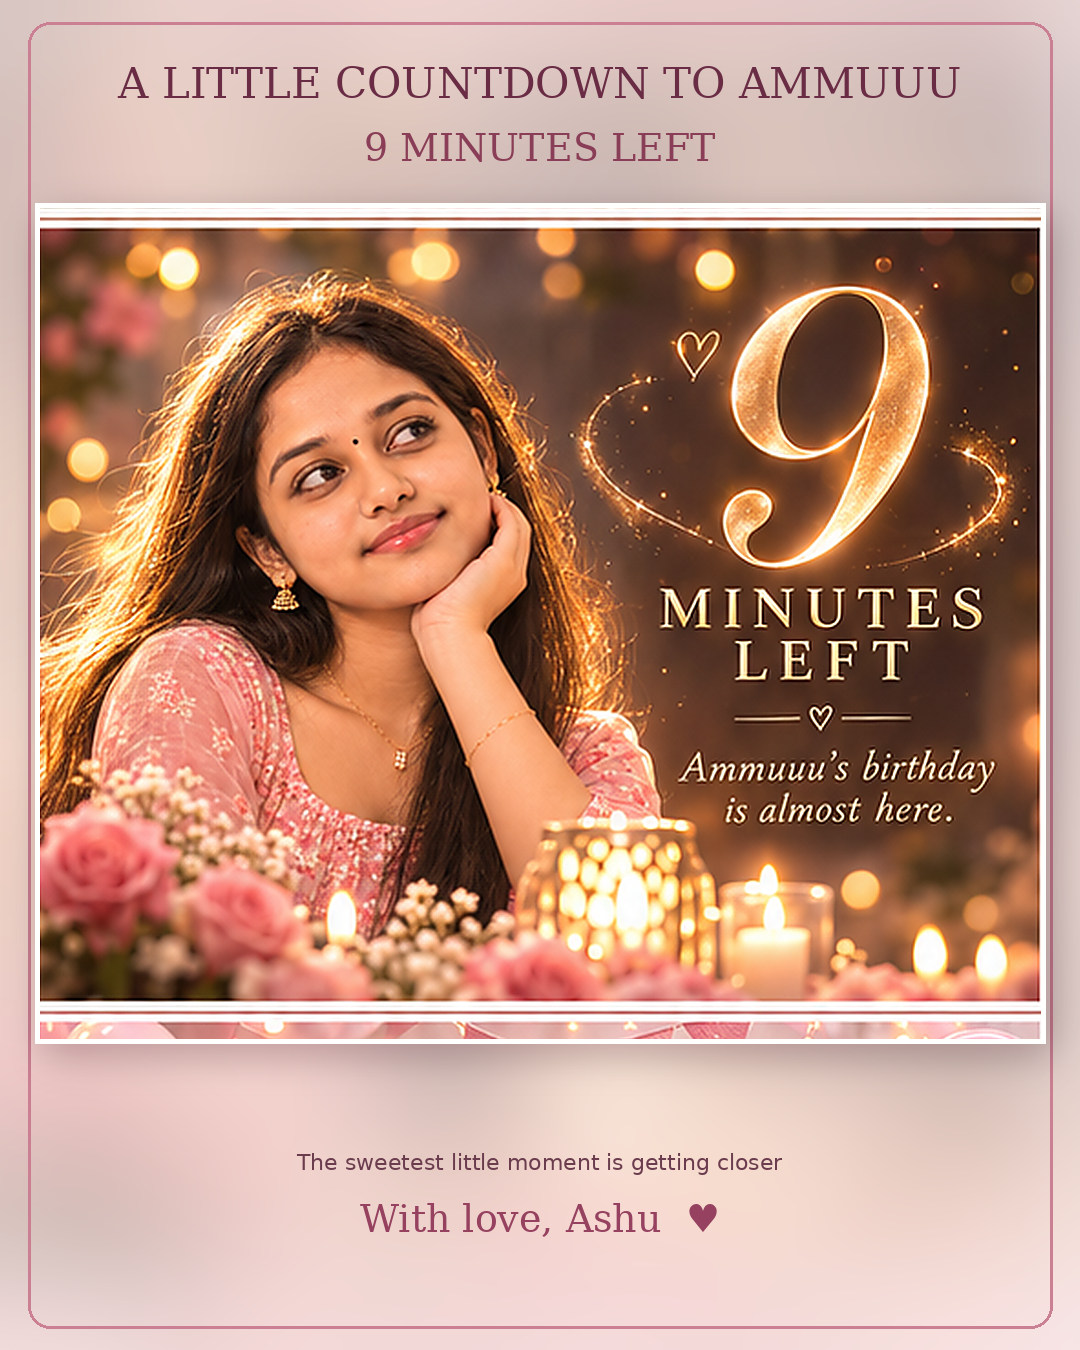 A LITTLE COUNTDOWN TO AMMUUU
9 MINUTES LEFT
9
MINUTES
LEFT
Ammuuu’s birthday
is almost here.
The sweetest little moment is getting closer
With love, Ashu ♥